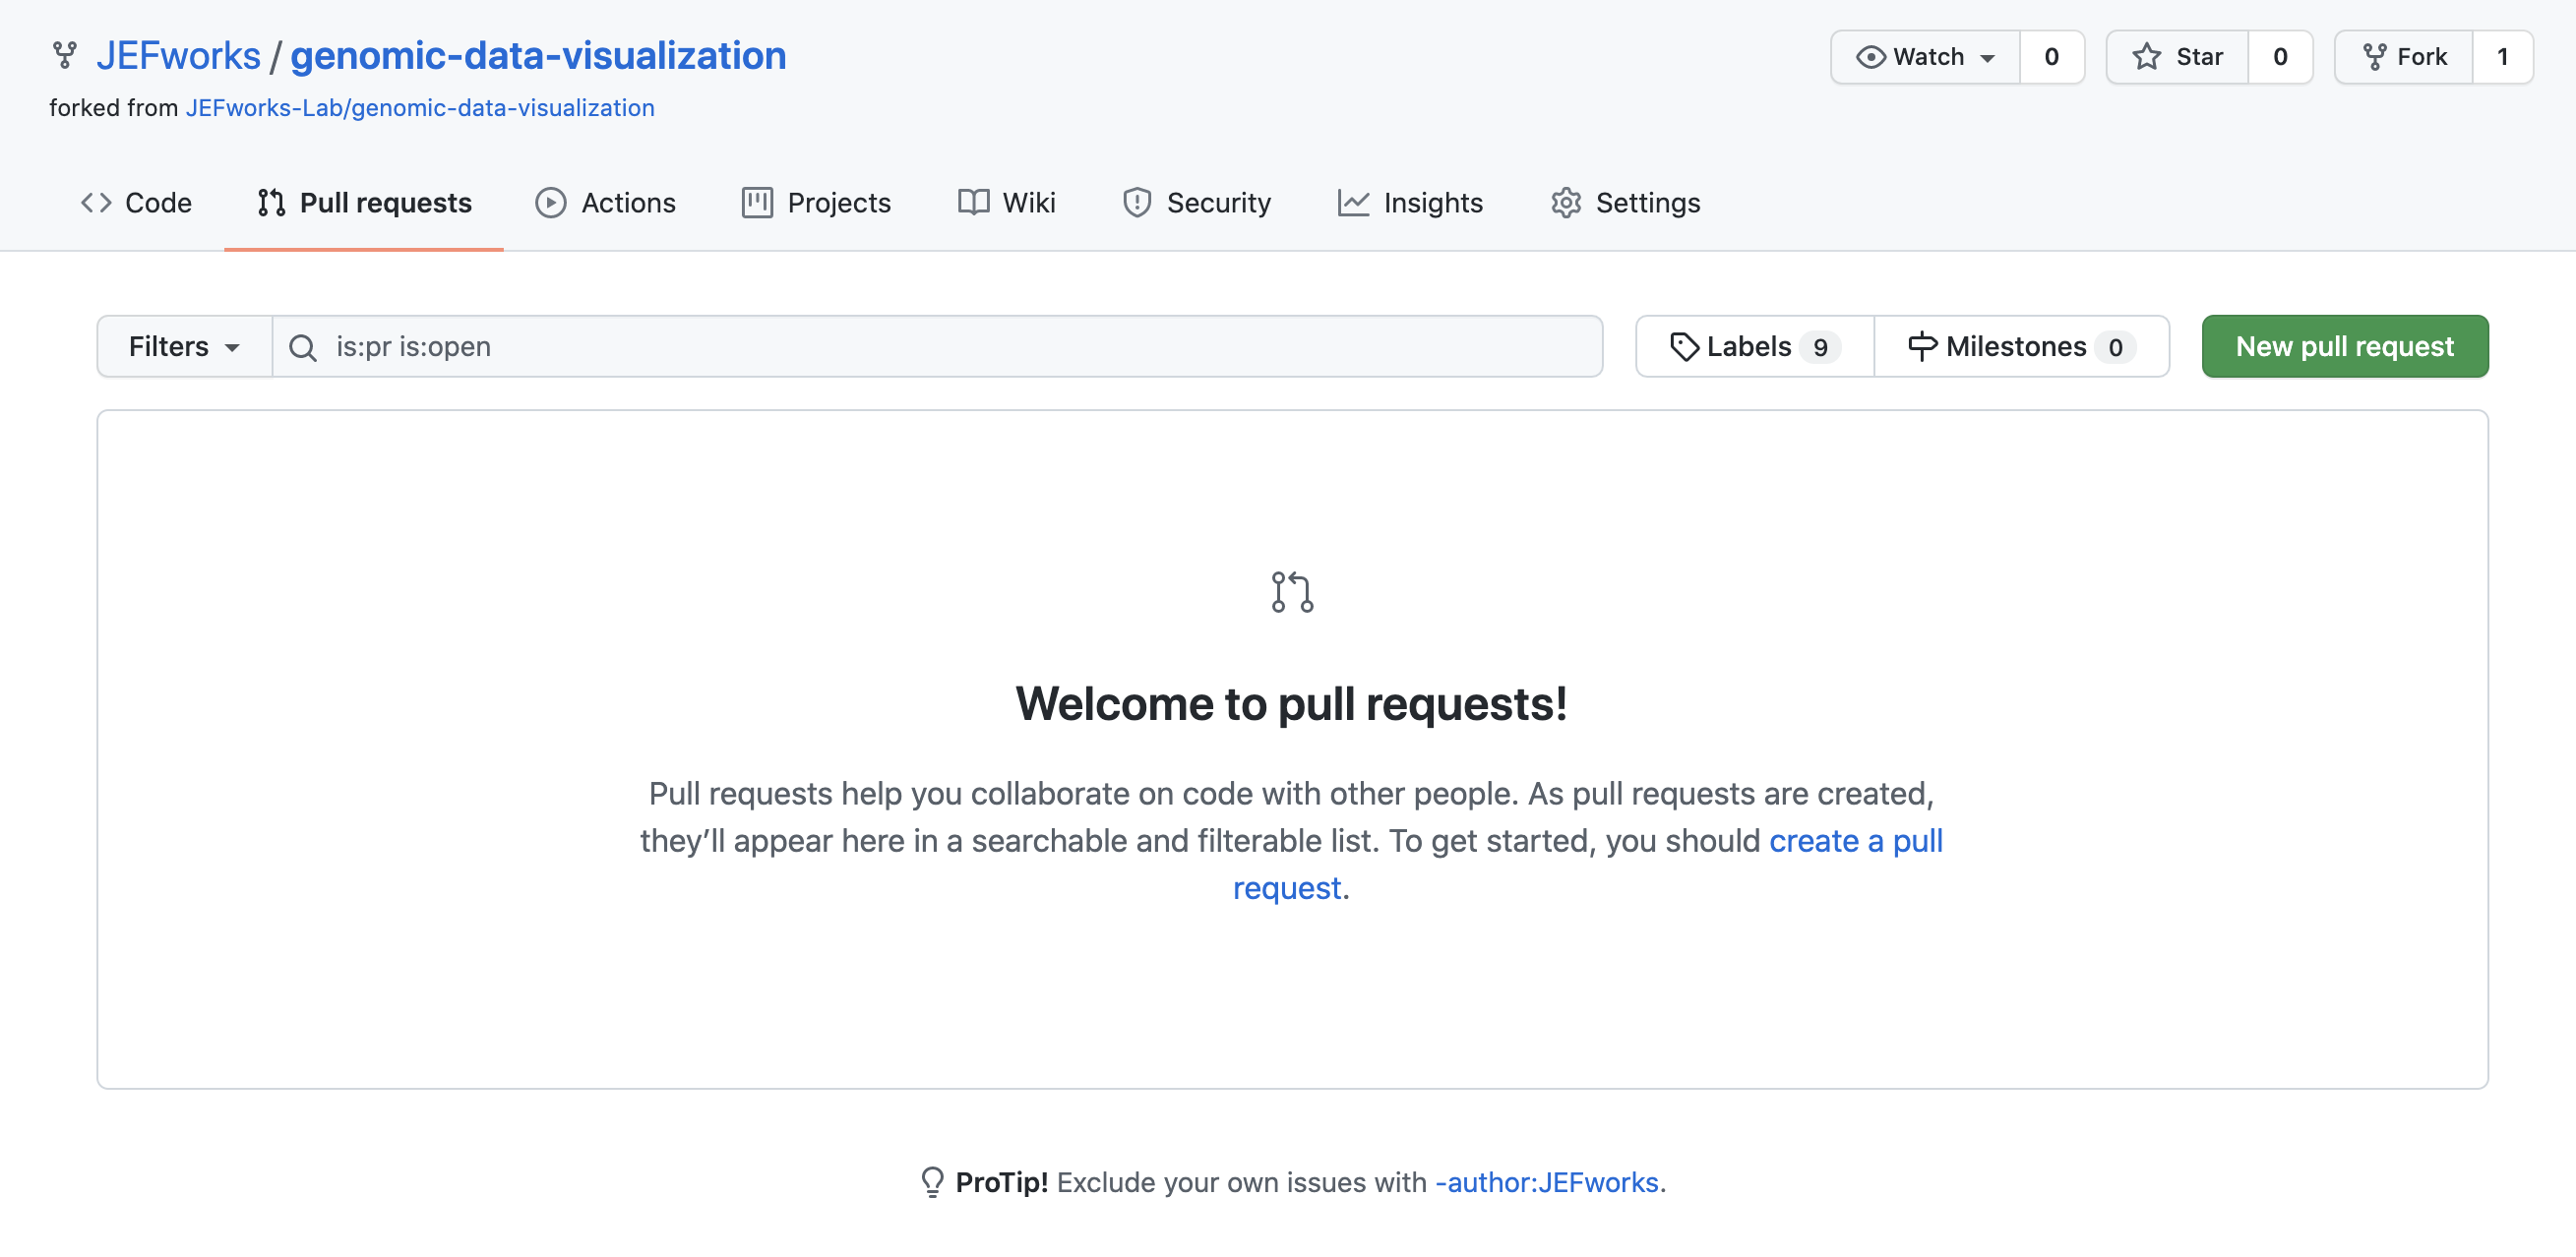 JEFworks / genomic-data-visualization
Watch 0 Star 0 Fork 1
forked from JEFworks-Lab/genomic-data-visualization
Code Pull requests Actions Projects Wiki Security Insights Settings
Filters is:pr is:open Labels 9 Milestones 0 New pull request
Welcome to pull requests!
Pull requests help you collaborate on code with other people. As pull requests are created,
they’ll appear here in a searchable and filterable list. To get started, you should create a pull
request.
ProTip! Exclude your own issues with -author:JEFworks.